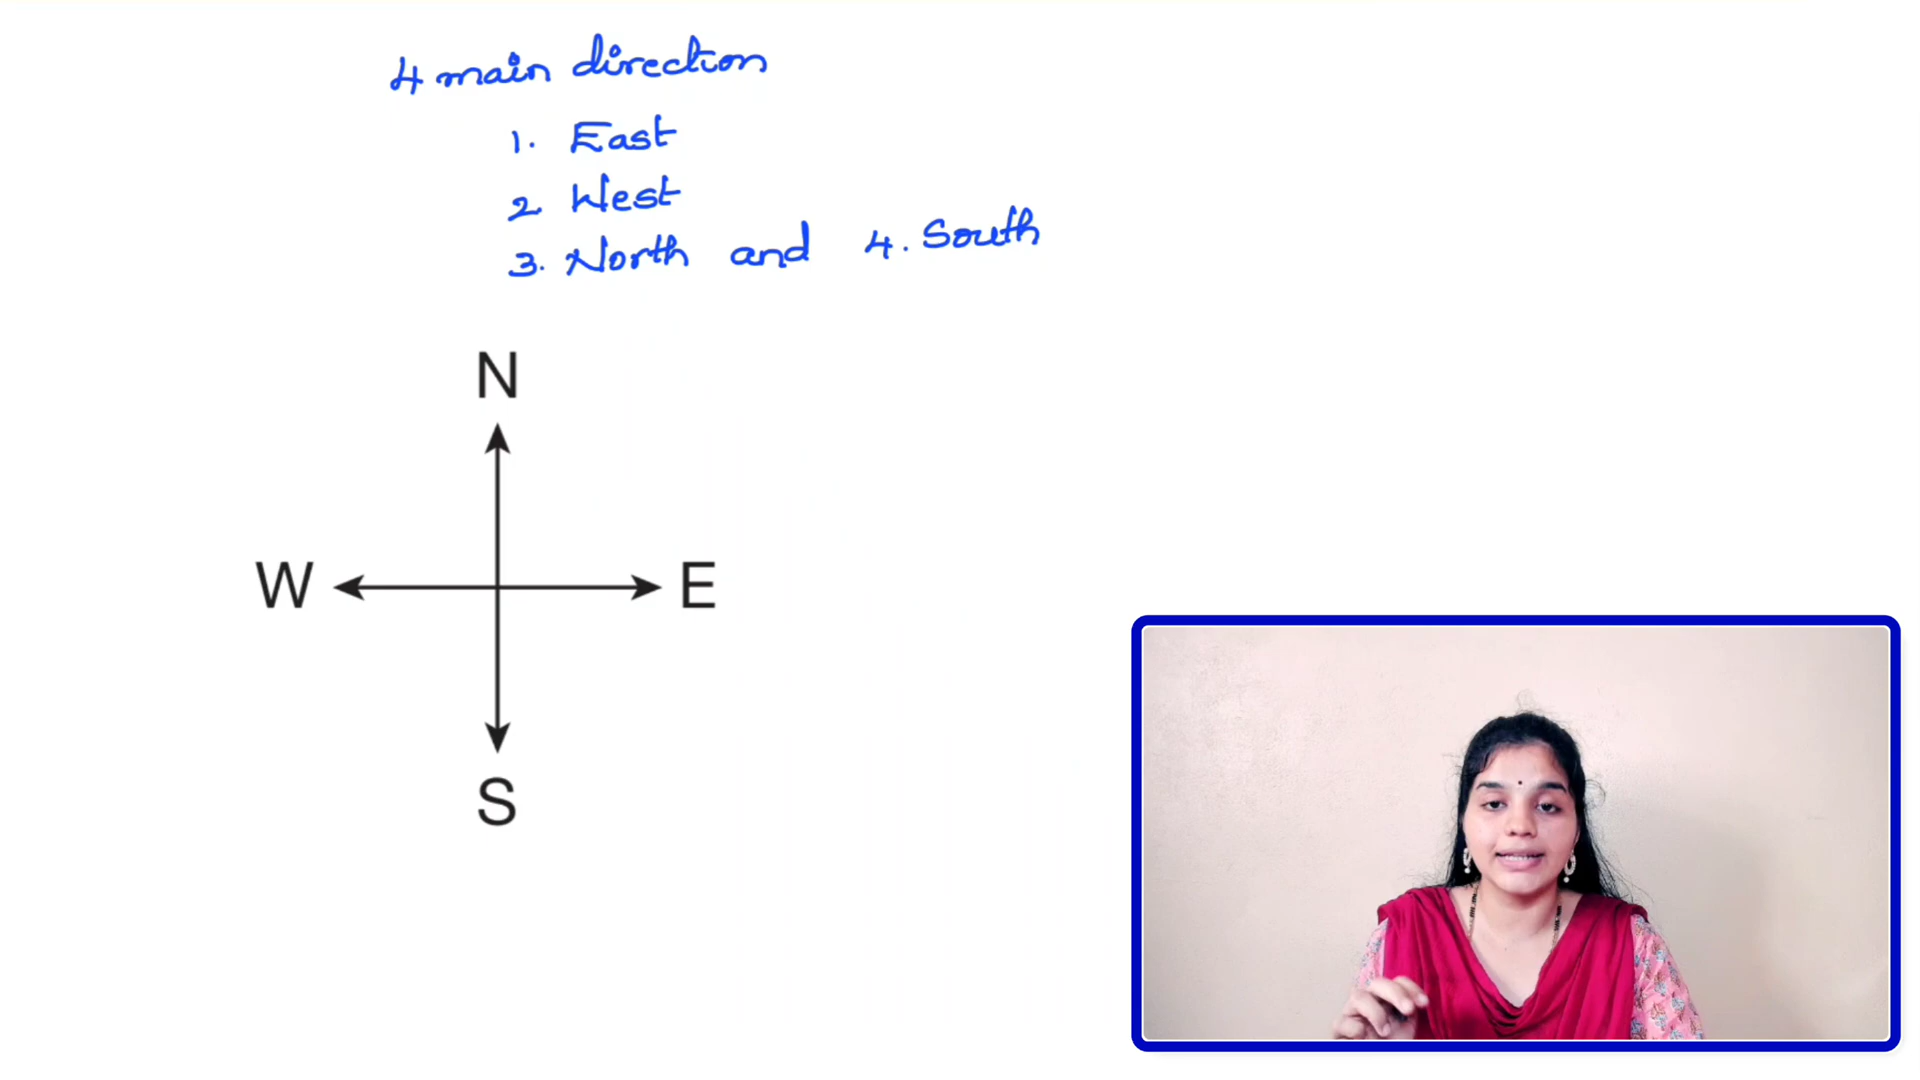 4 main direction
1. East
2. West
3. North and 4. South
N
W E
S